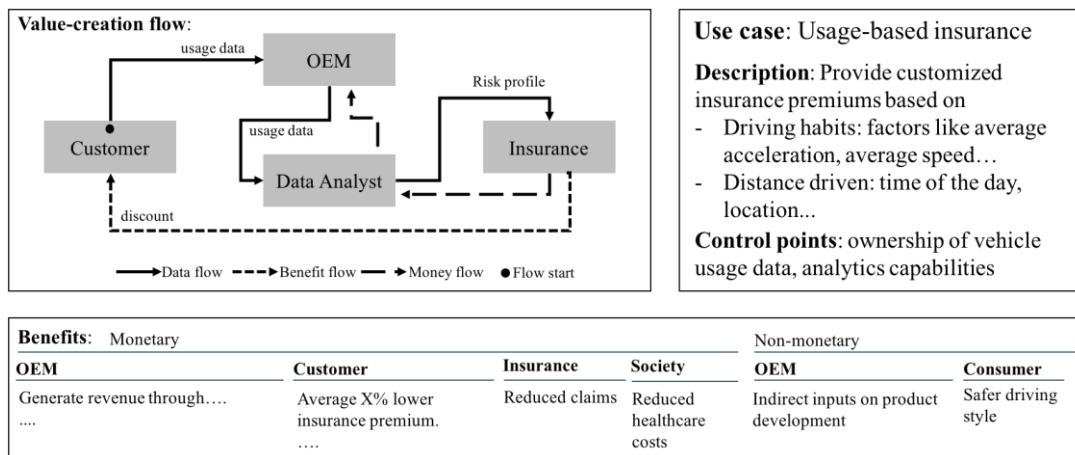 Value-creation flow:
usage data
OEM
Risk profile
usage data
Customer
Insurance
Data Analyst
discount
Data flow
Benefit flow
Money flow
Flow start
Use case: Usage-based insurance
Description: Provide customized
insurance premiums based on
- Driving habits: factors like average
acceleration, average speed…
- Distance driven: time of the day,
location...
Control points: ownership of vehicle
usage data, analytics capabilities
Benefits: Monetary
Non-monetary
OEM
Customer
Insurance
Society
OEM
Consumer
Generate revenue through….
....
Average X% lower
insurance premium.
….
Reduced claims
Reduced
healthcare
costs
Indirect inputs on product
development
Safer driving
style